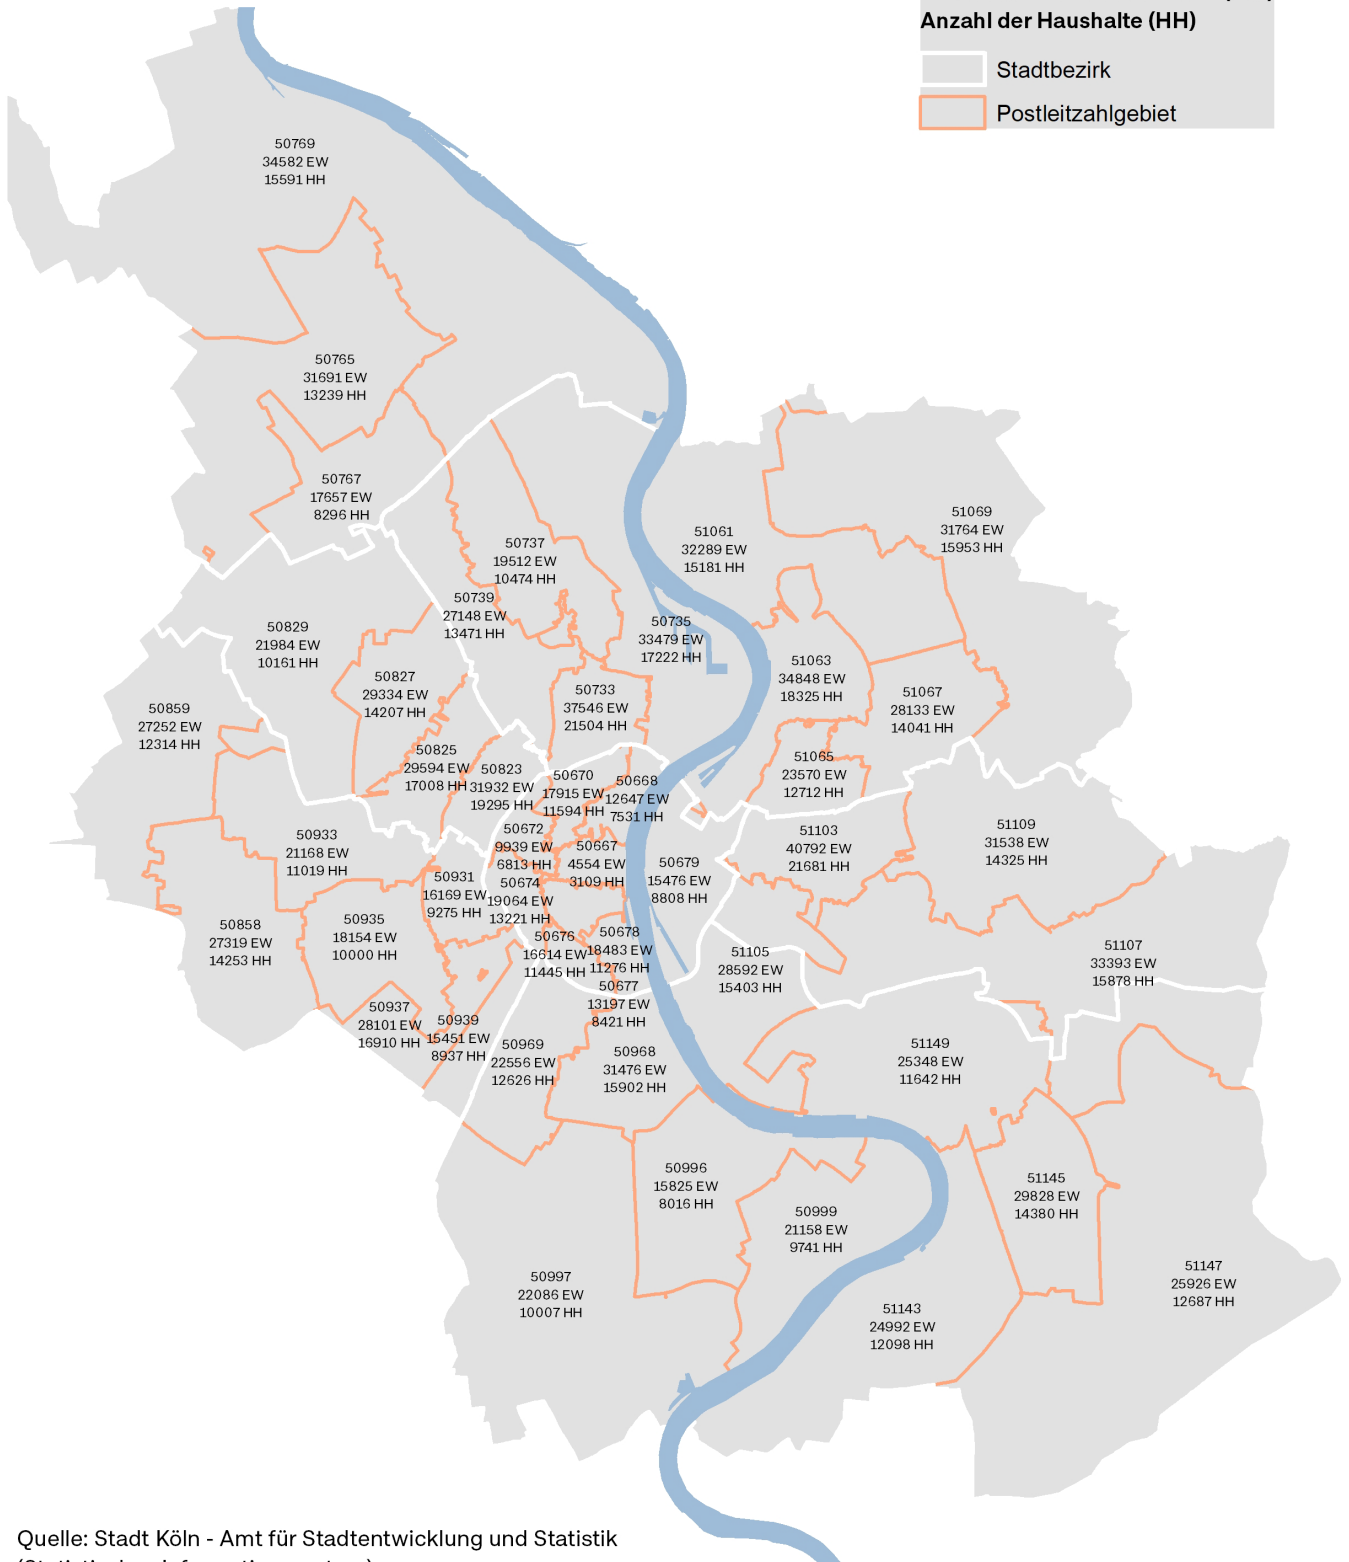 Anzahl der Haushalte (HH)
Stadtbezirk
Postleitzahlgebiet
50769
34582 EW
15591 HH
50765
31691 EW
13239 HH
50767
17657 EW
8296 HH
51069
31764 EW
15953 HH
51061
32289 EW
15181 HH
50737
19512 EW
10474 HH
50739
27148 EW
13471 HH
50735
33479 EW
17222 HH
50829
21984 EW
10161 HH
51063
34848 EW
18325 HH
50827
29334 EW
14207 HH
50733
37546 EW
21504 HH
51067
28133 EW
14041 HH
50859
27252 EW
12314 HH
50825
29594 EW
17008 HH
50823
31932 EW
19295 HH
50670
17915 EW
11594 HH
50668
12647 EW
7531 HH
51065
23570 EW
12712 HH
50933
21168 EW
11019 HH
50672
9939 EW
6813 HH
50667
4554 EW
3109 HH
51103
40792 EW
21681 HH
51109
31538 EW
14325 HH
50931
16169 EW
9275 HH
50674
19064 EW
13221 HH
50679
15476 EW
8808 HH
50858
27319 EW
14253 HH
50935
18154 EW
10000 HH
50676
16614 EW
11445 HH
50678
18483 EW
11276 HH
51105
28592 EW
15403 HH
51107
33393 EW
15878 HH
50677
13197 EW
8421 HH
50937
28101 EW
16910 HH
50939
15451 EW
8937 HH
50969
22556 EW
12626 HH
50968
31476 EW
15902 HH
51149
25348 EW
11642 HH
50996
15825 EW
8016 HH
51145
29828 EW
14380 HH
50999
21158 EW
9741 HH
50997
22086 EW
10007 HH
51147
25926 EW
12687 HH
51143
24992 EW
12098 HH
Quelle: Stadt Köln - Amt für Stadtentwicklung und Statistik